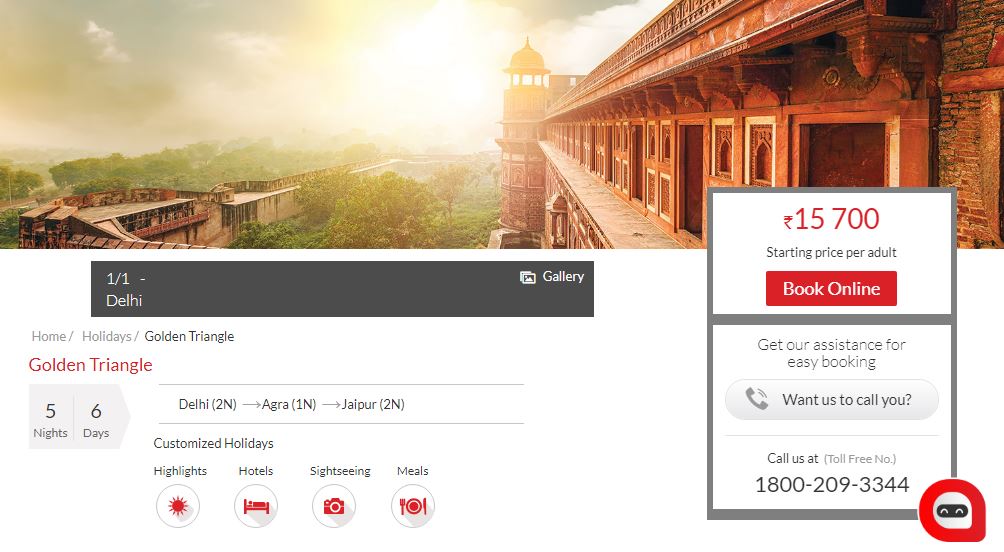 ₹15 700
Starting price per adult
Book Online
1/1 -
Gallery
Delhi
Home / Holidays / Golden Triangle
Golden Triangle
5
Nights
6
Days
Delhi (2N) → Agra (1N) → Jaipur (2N)
Customized Holidays
Highlights
Hotels
Sightseeing
Meals
Get our assistance for
easy booking
Want us to call you?
Call us at (Toll Free No.)
1800-209-3344